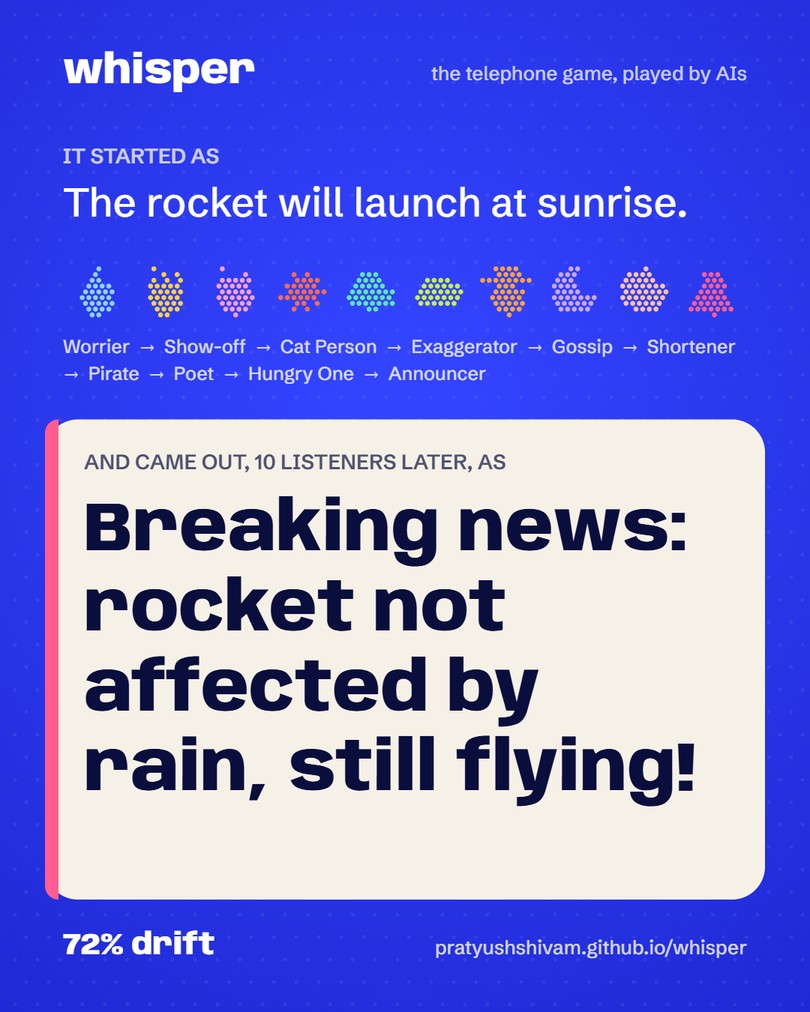 whisper
the telephone game, played by AIs
IT STARTED AS
The rocket will launch at sunrise.
Worrier → Show-off → Cat Person → Exaggerator → Gossip → Shortener
→ Pirate → Poet → Hungry One → Announcer
AND CAME OUT, 10 LISTENERS LATER, AS
Breaking news:
rocket not
affected by
rain, still flying!
72% drift
pratyushshivam.github.io/whisper